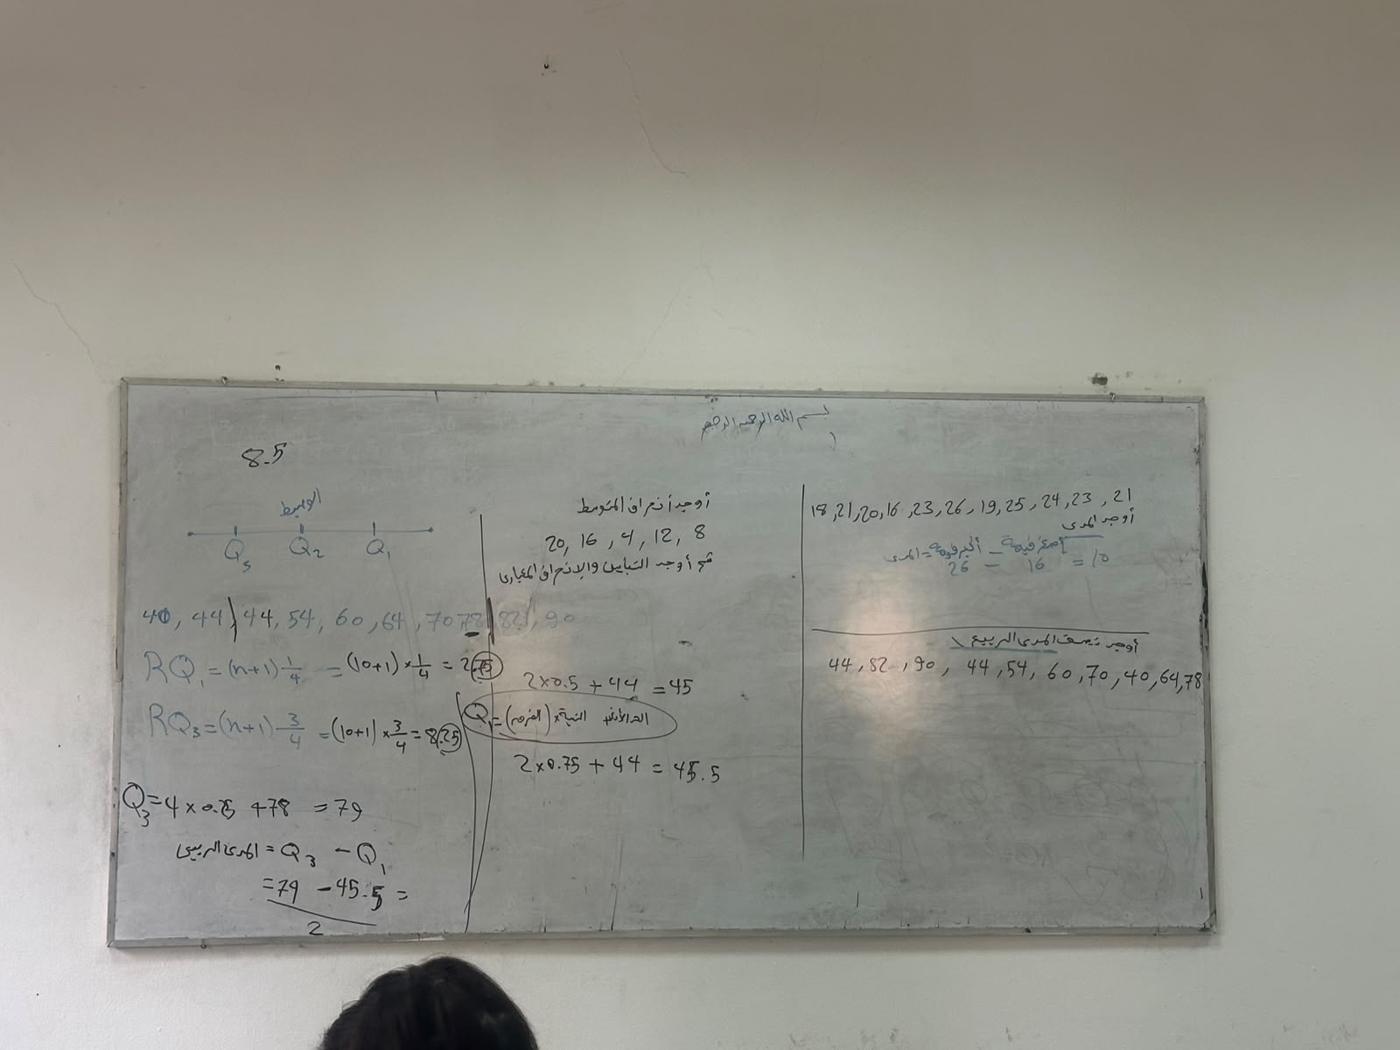 بسم الله الرحمن الرحيم
18, 21, 20, 16, 23, 26, 19, 25, 24, 23, 21
أوجد المدى
المدى = أكبر قيمة - أصغر قيمة
26 - 16 = 10
أوجد نصف المدى الربيعي
44, 82, 90, 44, 54, 60, 70, 40, 64, 78
أوجد أنحراف المتوسط
20, 16, 4, 12, 8
ثم أوجد التباين والإنحراف المعياري
2×0.5 + 44 = 45
Q1 = (الفرق) × النسبة + الحد الأدنى
2×0.75 + 44 = 45.5
8.5
الوسيط
Q3 Q2 Q1
40, 44, 44, 54, 60, 64, 70 78 82, 90
RQ1 = (n+1) 1/4 = (10+1) × 1/4 = 2.75
RQ3 = (n+1) 3/4 = (10+1) × 3/4 = 8.25
Q3 = 4 × 0.25 + 78 = 79
المدى الربيعي = Q3 - Q1
= 79 - 45.5 =
2